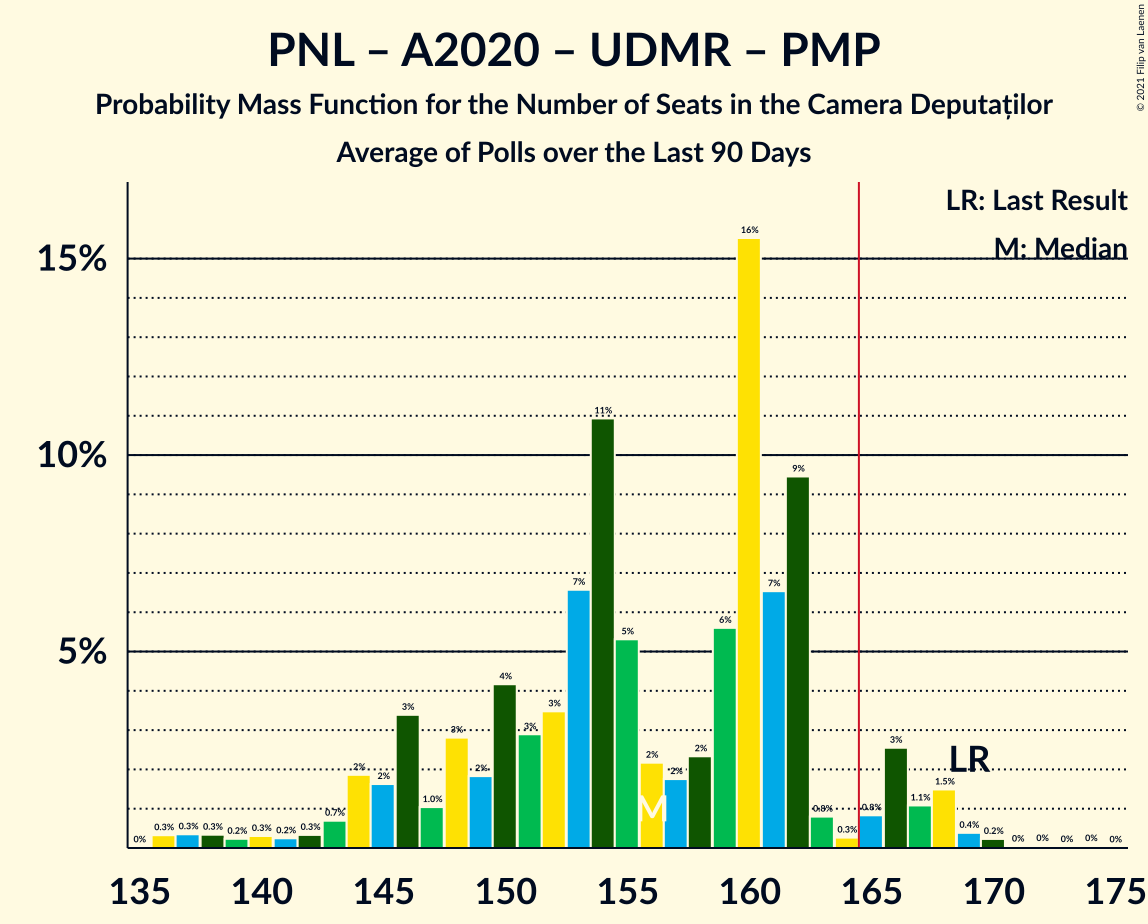 PNL – A2020 – UDMR – PMP
Probability Mass Function for the Number of Seats in the Camera Deputaților
Average of Polls over the Last 90 Days
© 2021 Filip van Laenen
LR: Last Result
M: Median
15%
10%
5%
0% 0.3% 0.3% 0.3% 0.2% 0.3% 0.2% 0.3% 0.7% 2% 2% 3% 1.0% 3% 2% 4% 3% 3% 7% 11% 5% 2% 2% 2% 6% 16% 7% 9% 0.8% 0.3% 0.8% 3% 1.1% 1.5% 0.4% 0.2% 0% 0% 0% 0% 0%
M
LR
135 140 145 150 155 160 165 170 175